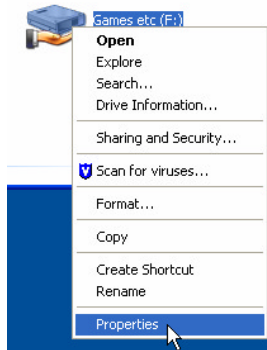 Games etc (F:)
Open
Explore
Search...
Drive Information...
Sharing and Security...
Scan for viruses...
Format...
Copy
Create Shortcut
Rename
Properties